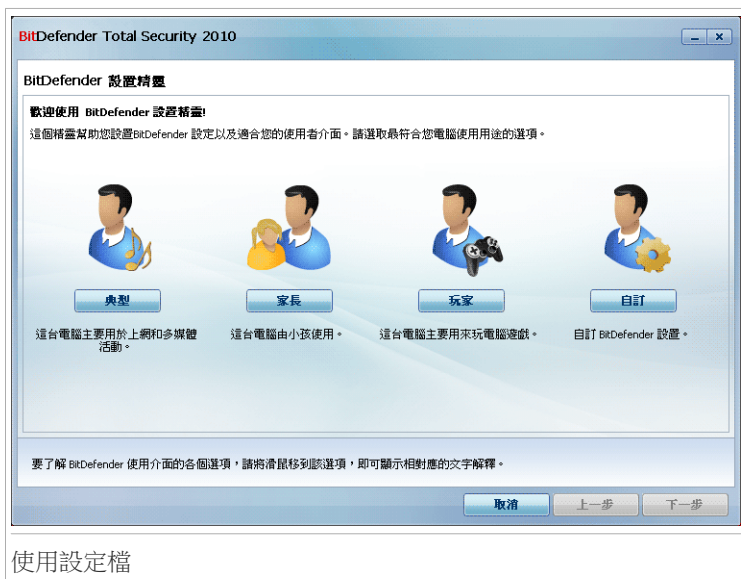 BitDefender Total Security 2010
BitDefender 設置精靈
歡迎使用 BitDefender 設置精靈!
這個精靈幫助您設置BitDefender 設定以及適合您的使用者介面。請選取最符合您電腦使用用途的選項。
典型
家長
玩家
自訂
這台電腦主要用於上網和多媒體
活動。
這台電腦由小孩使用。
這台電腦主要用來玩電腦遊戲。
自訂 BitDefender 設置。
要了解 BitDefender 使用介面的各個選項，請將滑鼠移到該選項，即可顯示相對應的文字解釋。
取消
上一步
下一步
使用設定檔